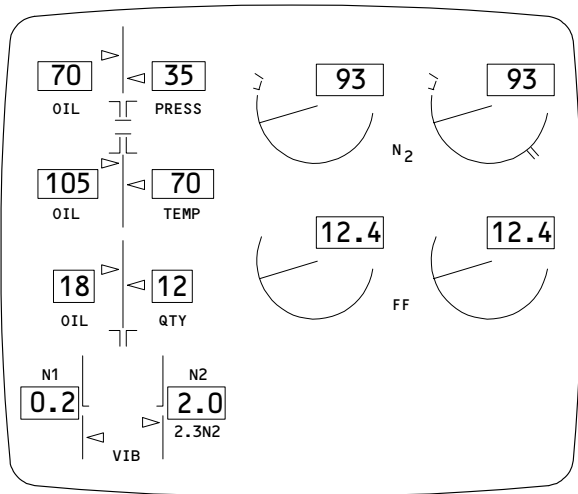 70 35 93 93
OIL PRESS
N2
105 70
OIL TEMP
12.4 12.4
18 12
FF
OIL QTY
N1 N2
0.2 2.0
2.3N2
VIB